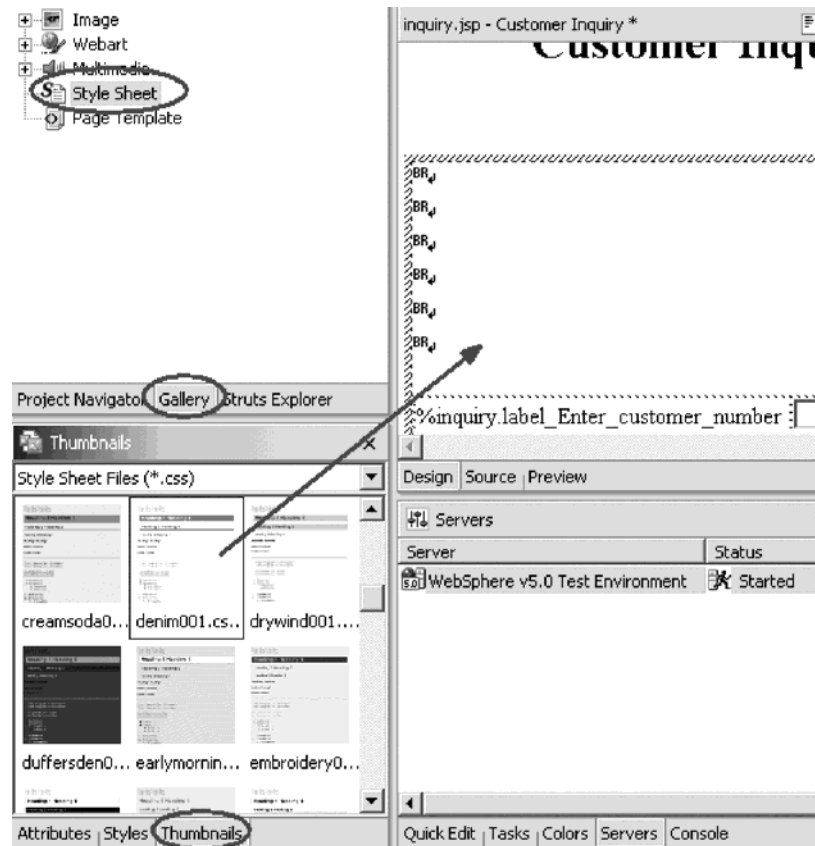 Image
Webart
Multimedia
Style Sheet
Page Template
Project Navigator Gallery Struts Explorer
Thumbnails
Style Sheet Files (*.css)
creamsoda0... denim001.cs.. drywind001....
duffersden0... earlymornin... embroidery0...
Attributes Styles Thumbnails
inquiry.jsp - Customer Inquiry *
Customer Inqu
BR
BR
BR
BR
BR
BR
%inquiry.label_Enter_customer_number :
Design Source Preview
Servers
Server Status
WebSphere v5.0 Test Environment Started
Quick Edit Tasks Colors Servers Console